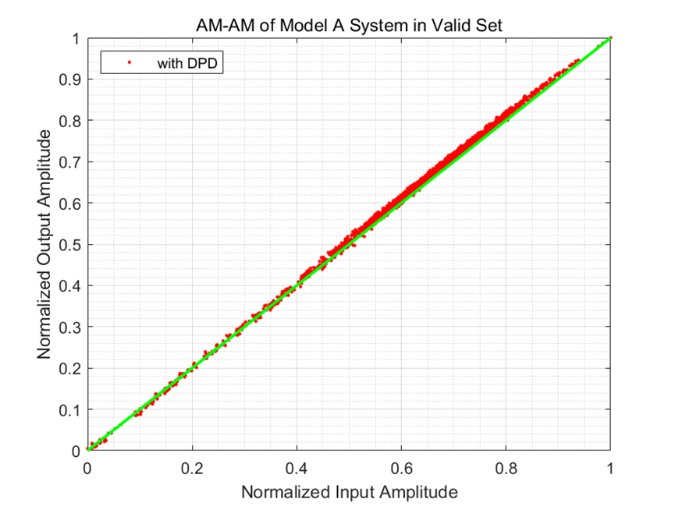 AM-AM of Model A System in Valid Set
with DPD
Normalized Output Amplitude
1
0.9
0.8
0.7
0.6
0.5
0.4
0.3
0.2
0.1
0
0 0.2 0.4 0.6 0.8 1
Normalized Input Amplitude